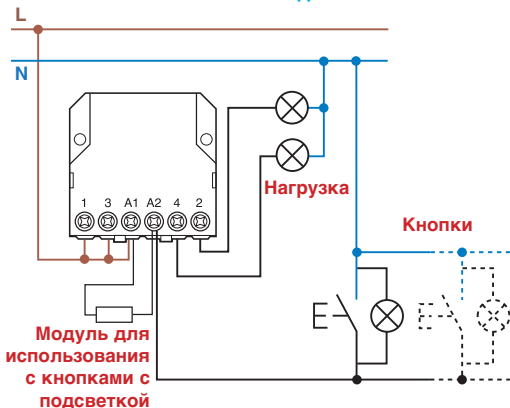 L
N
1 3 A1 A2 4 2
Нагрузка
Кнопки
Модуль для
использования
с кнопками с
подсветкой